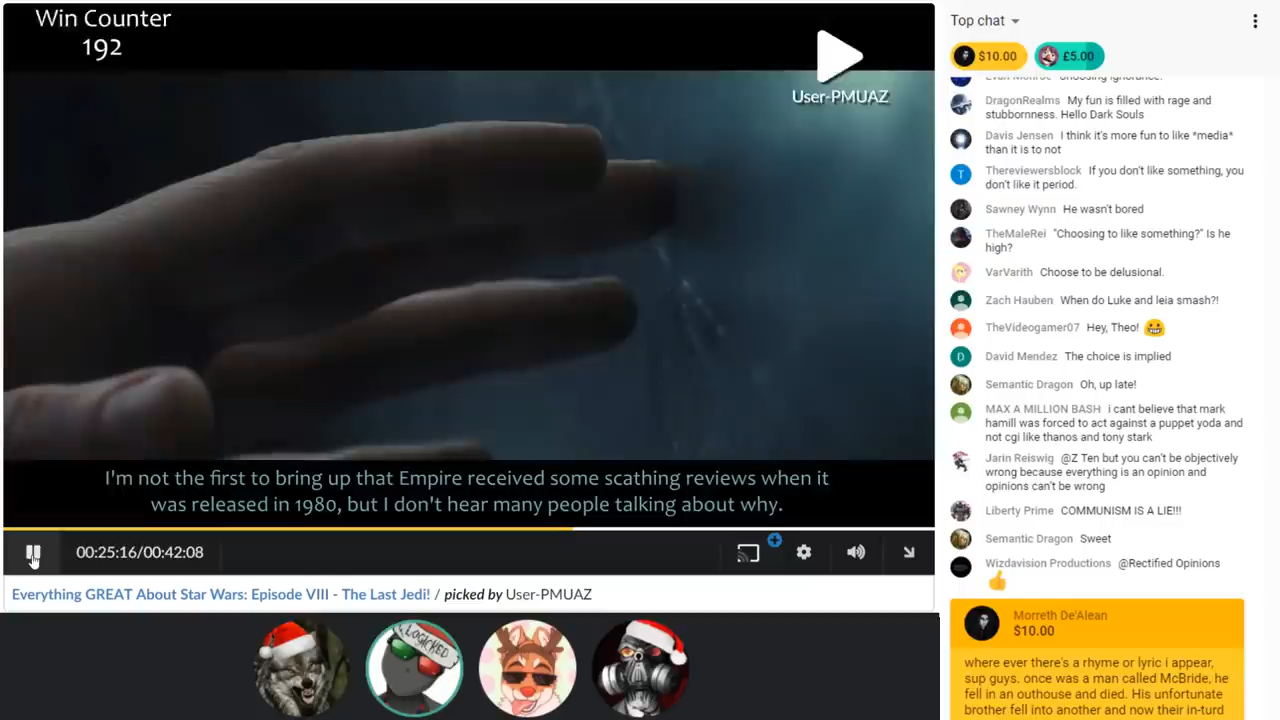 Win Counter
192
User-PMUAZ
I'm not the first to bring up that Empire received some scathing reviews when it
was released in 1980, but I don't hear many people talking about why.
00:25:16/00:42:08
Everything GREAT About Star Wars: Episode VIII - The Last Jedi! / picked by User-PMUAZ
LOGICKED
Top chat
$10.00
£5.00
Evan Monroe choosing ignorance.
DragonRealms My fun is filled with rage and
stubbornness. Hello Dark Souls
Davis Jensen I think it's more fun to like *media*
than it is to not
T
Thereviewersblock If you don't like something, you
don't like it period.
Sawney Wynn He wasn't bored
TheMaleRei "Choosing to like something?" Is he
high?
VarVarith Choose to be delusional.
Zach Hauben When do Luke and leia smash?!
TheVideogamer07 Hey, Theo!
D
David Mendez The choice is implied
Semantic Dragon Oh, up late!
MAX A MILLION BASH i cant believe that mark
hamill was forced to act against a puppet yoda and
not cgi like thanos and tony stark
Jarin Reiswig @Z Ten but you can't be objectively
wrong because everything is an opinion and
opinions can't be wrong
Liberty Prime COMMUNISM IS A LIE!!!
Semantic Dragon Sweet
Wizdavision Productions @Rectified Opinions
Morreth De'Alean
$10.00
where ever there's a rhyme or lyric i appear,
sup guys. once was a man called McBride, he
fell in an outhouse and died. His unfortunate
brother fell into another and now their in-turd